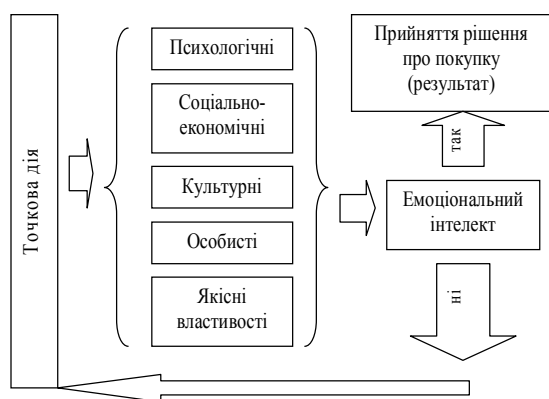 Точкова дія
Психологічні
Соціально-
економічні
Культурні
Особисті
Якісні
властивості
Прийняття рішення
про покупку
(результат)
так
Емоціональний
інтелект
ні